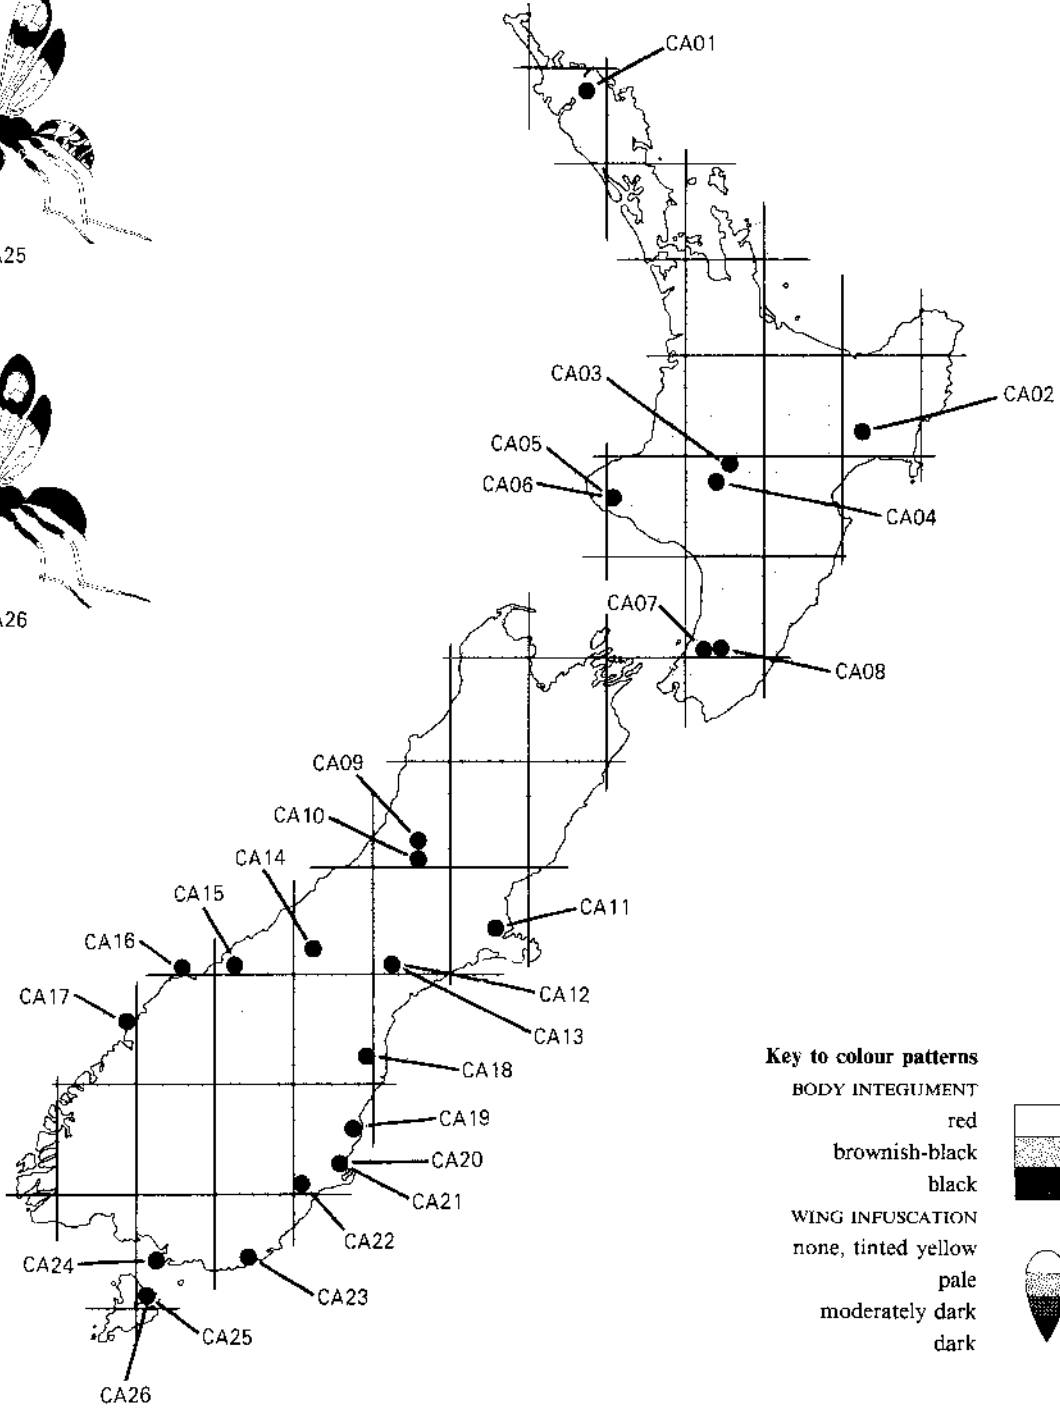 CA01
A25
CA03
CA02
CA05
CA06
CA04
A26
CA07
CA08
CA09
CA10
CA14
CA15
CA11
CA16
CA12
CA17
CA13
Key to colour patterns
CA18
BODY INTEGUMENT
red
CA19
brownish-black
CA20
black
CA21
WING INFUSCATION
CA22
none, tinted yellow
CA24
pale
CA23
moderately dark
CA25
dark
CA26